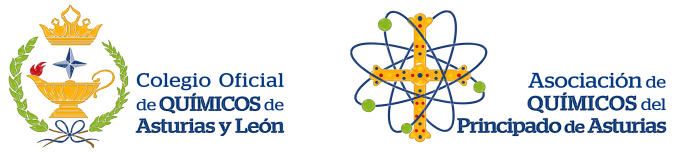 Colegio Oficial
de QUÍMICOS de
Asturias y León
Asociación de
QUÍMICOS del
Principado de Asturias